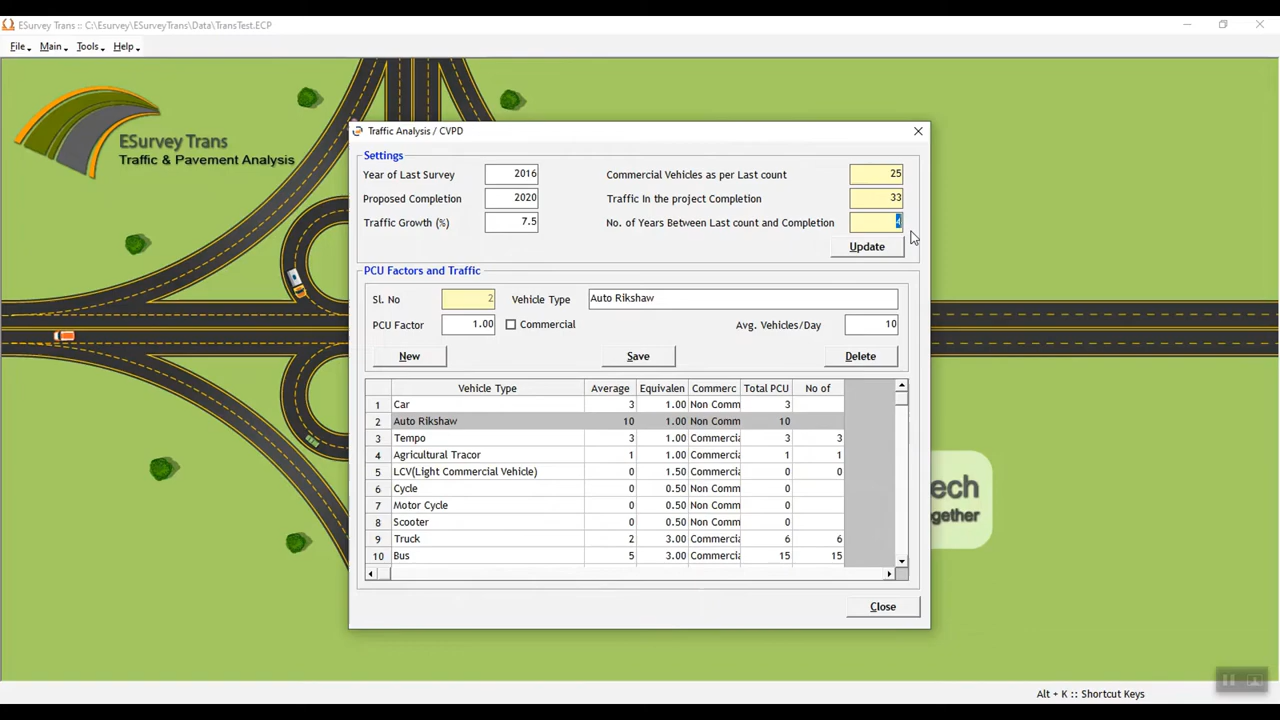 ESurvey Trans :: C:\Esurvey\ESurveyTrans\Data\TransTest.ECP
File Main Tools Help
ESurvey Trans
Traffic & Pavement Analysis
Traffic Analysis / CVPD
Settings
Year of Last Survey 2016 Commercial Vehicles as per Last count 25
Proposed Completion 2020 Traffic In the project Completion 33
Traffic Growth (%) 7.5 No. of Years Between Last count and Completion 4
Update
PCU Factors and Traffic
Sl. No 2 Vehicle Type Auto Rikshaw
PCU Factor 1.00 Commercial Avg. Vehicles/Day 10
New Save Delete
Vehicle Type Average Equivalen Commerc Total PCU No of
1 Car 3 1.00 Non Comm 3
2 Auto Rikshaw 10 1.00 Non Comm 10
3 Tempo 3 1.00 Commercia 3 3
4 Agricultural Tracor 1 1.00 Commercia 1 1
5 LCV(Light Commercial Vehicle) 0 1.50 Commercia 0 0
6 Cycle 0 0.50 Non Comm 0
7 Motor Cycle 0 0.50 Non Comm 0
8 Scooter 0 0.50 Non Comm 0
9 Truck 2 3.00 Commercia 6 6
10 Bus 5 3.00 Commercia 15 15
ech
ogether
Close
Alt + K :: Shortcut Keys